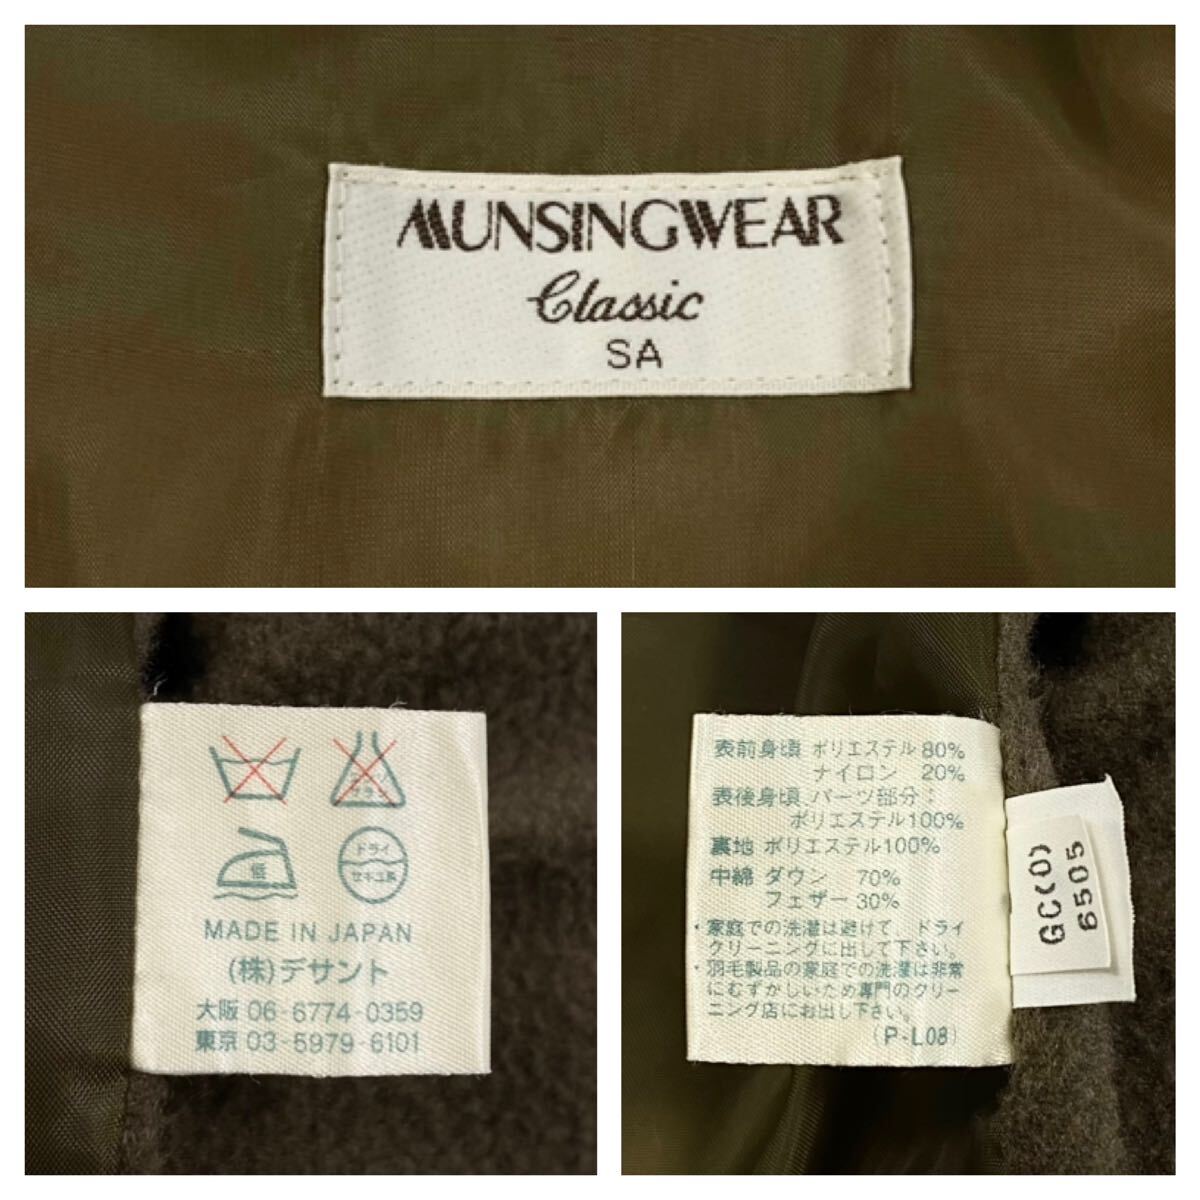 MUNSINGWEAR
Classic
SA
低
ドライ
セキユ系
MADE IN JAPAN
(株)デサント
大阪 06-6774-0359
東京 03-5979-6101
表前身頃 ポリエステル 80%
ナイロン 20%
表後身頃、パーツ部分:
ポリエステル100%
裏地 ポリエステル100%
中綿 ダウン 70%
フェザー 30%
・家庭での洗濯は避けて、ドライ
クリーニングに出して下さい。
・羽毛製品の家庭での洗濯は非常
にむずかしいため専門のクリー
ニング店にお出し下さい。
(P-L08)
GC(0)
6505